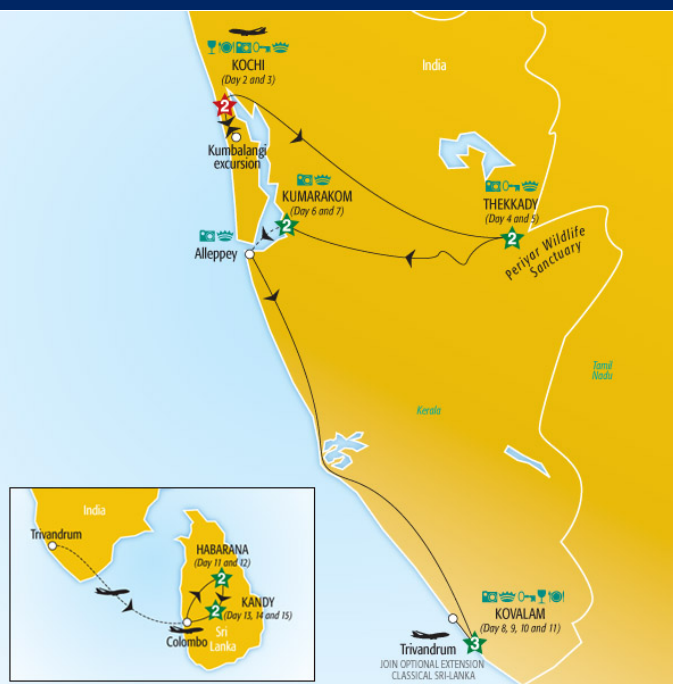 KOCHI
(Day 2 and 3)
India
2
Kumbalangi
excursion
KUMARAKOM
(Day 6 and 7)
2
THEKKADY
(Day 4 and 5)
2
Periyar Wildlife
Sanctuary
Alleppey
Tamil
Nadu
Kerala
KOVALAM
(Day 8, 9, 10 and 11)
3
Trivandrum
JOIN OPTIONAL EXTENSION
CLASSICAL SRI-LANKA
India
Trivandrum
HABARANA
(Day 11 and 12)
2
KANDY
(Day 13, 14 and 15)
2
Colombo
Sri
Lanka